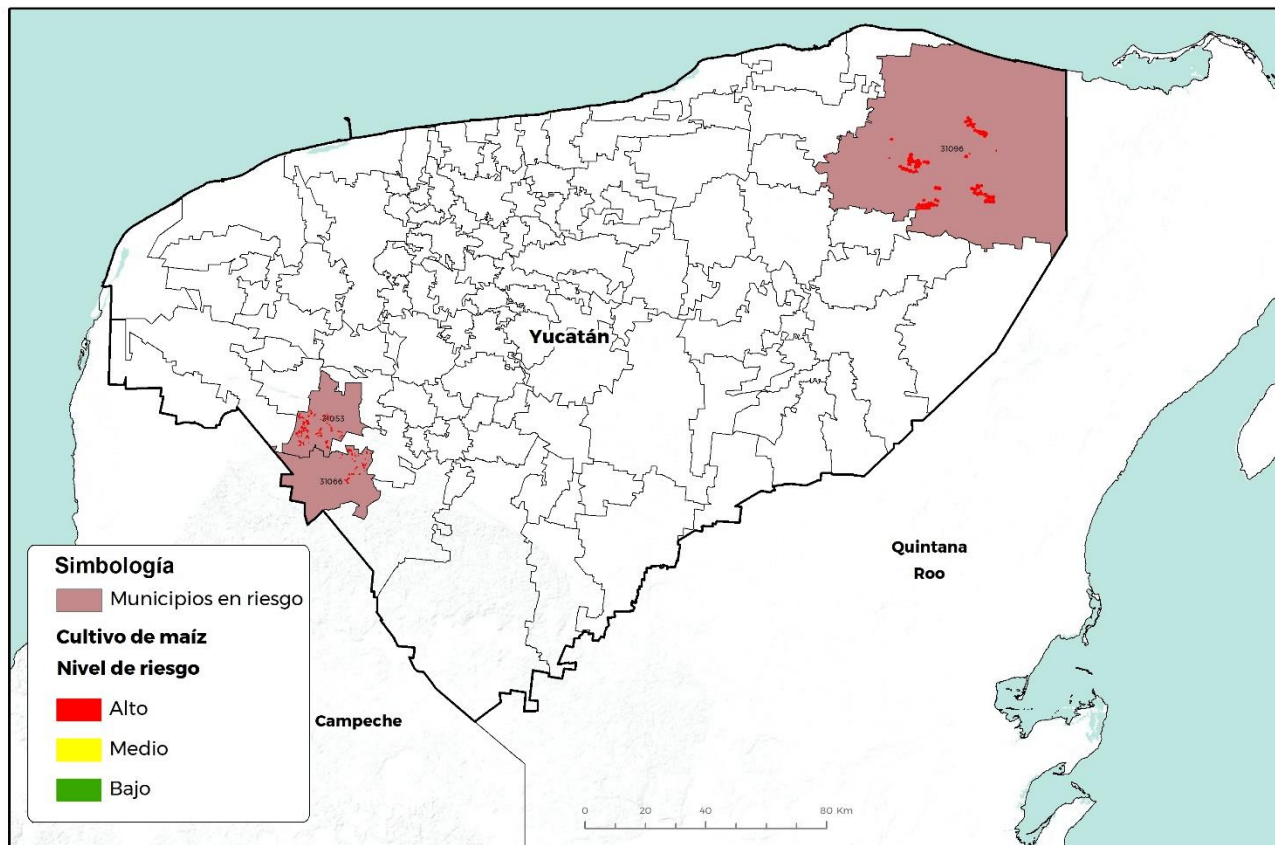 31096
Yucatán
31053
31066
Quintana
Roo
Campeche
Simbología
Municipios en riesgo
Cultivo de maíz
Nivel de riesgo
Alto
Medio
Bajo
0 20 40 80 Km